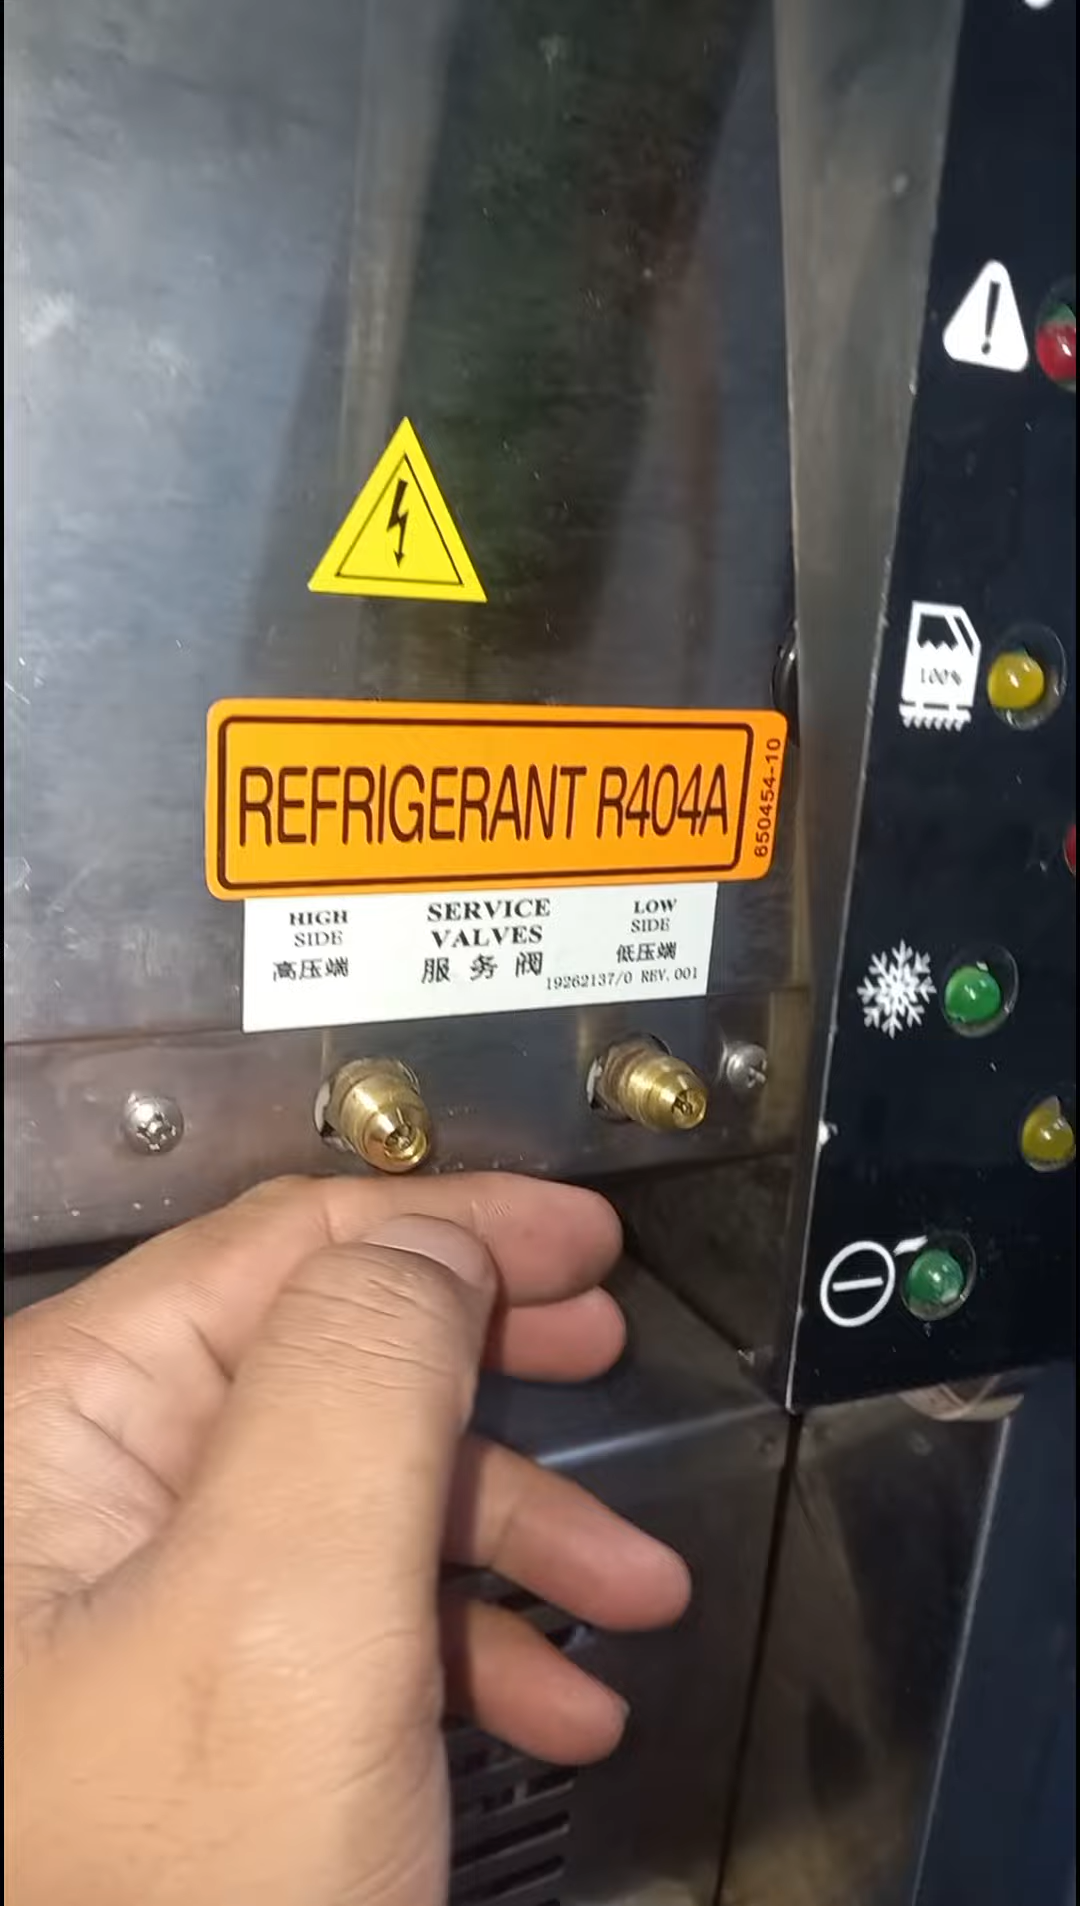 REFRIGERANT R404A
650454-10
HIGH SIDE
高压端
SERVICE VALVES
服务阀
LOW SIDE
低压端
19262137/0 REV.001
100%